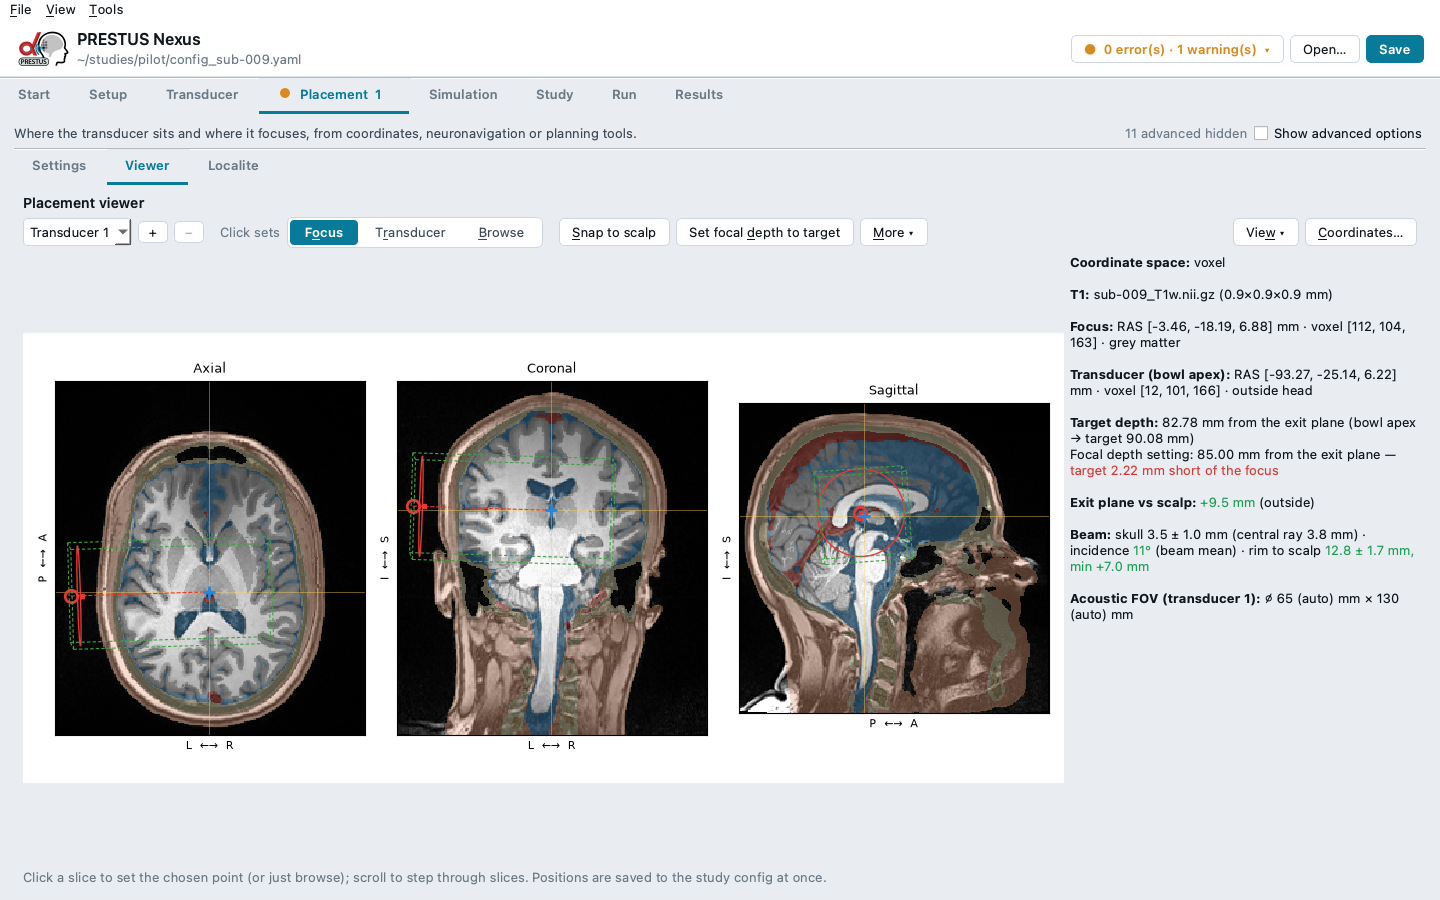 File View Tools
PRESTUS Nexus
~/studies/pilot/config_sub-009.yaml
PRESTUS
0 error(s) · 1 warning(s) ▾
Open...
Save
Start Setup Transducer Placement 1 Simulation Study Run Results
Where the transducer sits and where it focuses, from coordinates, neuronavigation or planning tools.
11 advanced hidden Show advanced options
Settings Viewer Localite
Placement viewer
Transducer 1 + − Click sets Focus Transducer Browse Snap to scalp Set focal depth to target More ▾ View ▾ Coordinates...
Coordinate space: voxel
T1: sub-009_T1w.nii.gz (0.9×0.9×0.9 mm)
Focus: RAS [-3.46, -18.19, 6.88] mm · voxel [112, 104,
163] · grey matter
Transducer (bowl apex): RAS [-93.27, -25.14, 6.22]
mm · voxel [12, 101, 166] · outside head
Target depth: 82.78 mm from the exit plane (bowl apex
→ target 90.08 mm)
Focal depth setting: 85.00 mm from the exit plane —
target 2.22 mm short of the focus
Exit plane vs scalp: +9.5 mm (outside)
Beam: skull 3.5 ± 1.0 mm (central ray 3.8 mm) ·
incidence 11° (beam mean) · rim to scalp 12.8 ± 1.7 mm,
min +7.0 mm
Acoustic FOV (transducer 1): ⌀ 65 (auto) mm × 130
(auto) mm
Axial
P ←→ A
L ←→ R
Coronal
I ←→ S
L ←→ R
Sagittal
I ←→ S
P ←→ A
Click a slice to set the chosen point (or just browse); scroll to step through slices. Positions are saved to the study config at once.